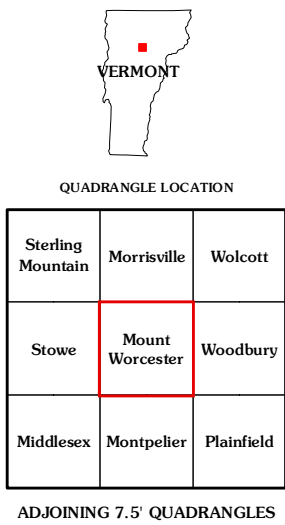 VERMONT
QUADRANGLE LOCATION
Sterling
Mountain
Morrisville
Wolcott
Stowe
Mount
Worcester
Woodbury
Middlesex
Montpelier
Plainfield
ADJOINING 7.5' QUADRANGLES